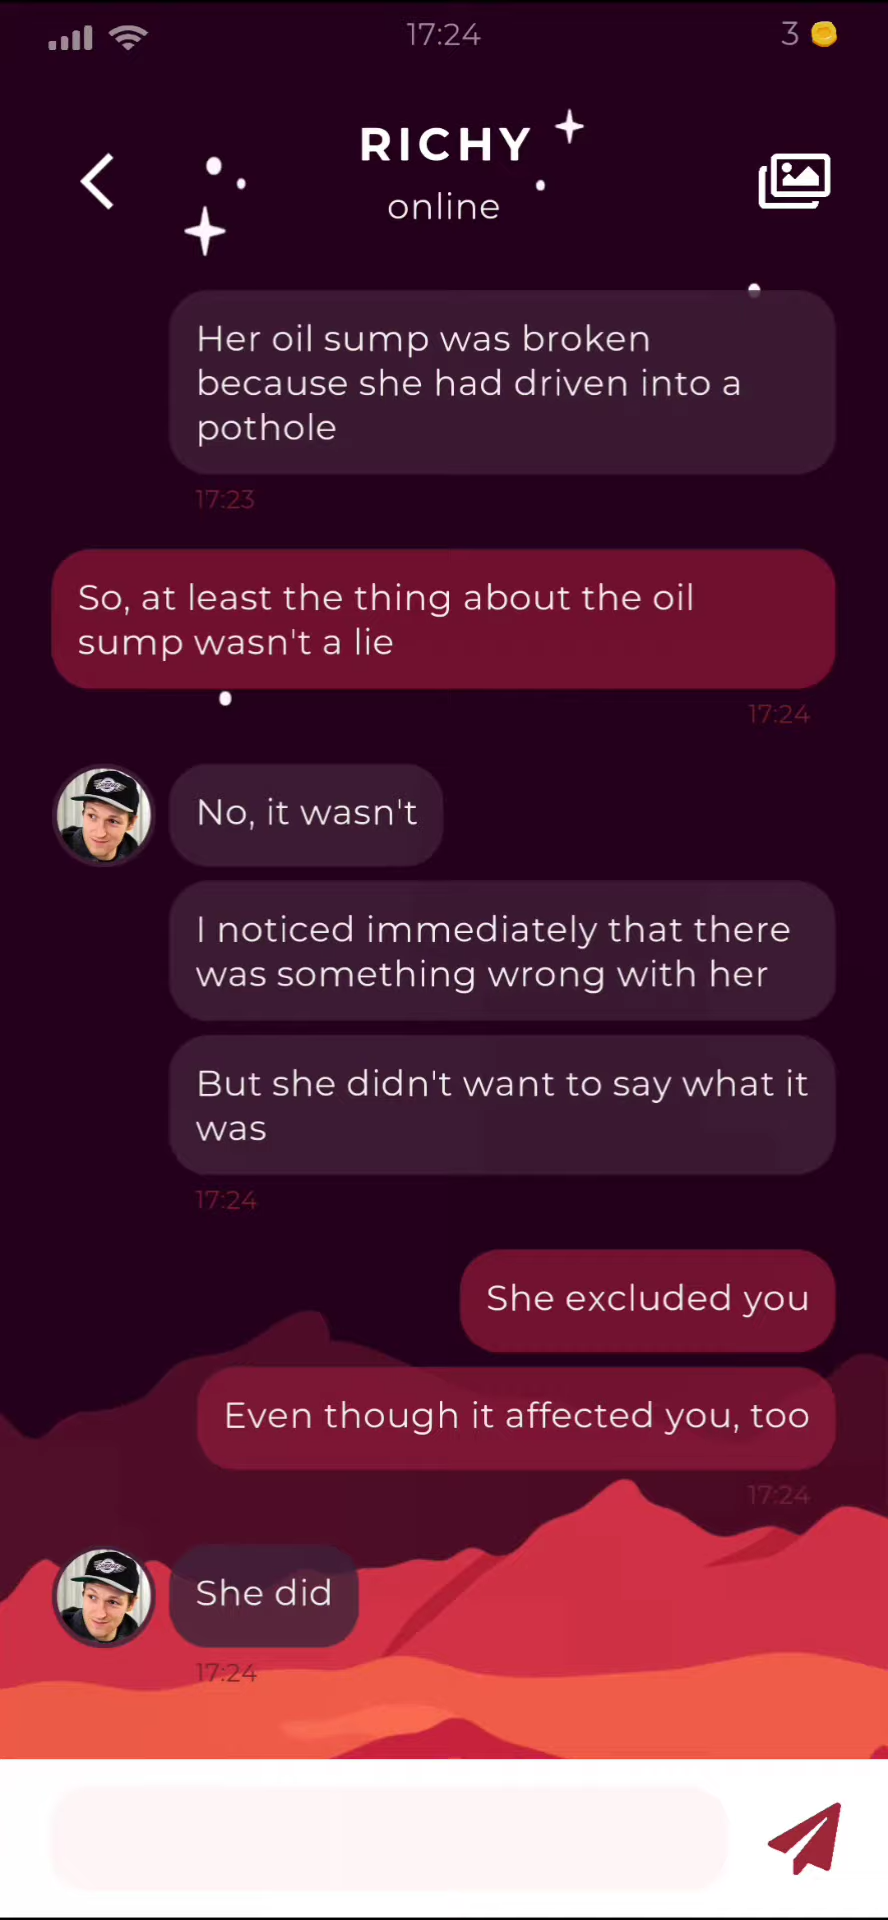 17:24
3
RICHY
online
Her oil sump was broken
because she had driven into a
pothole
17:23
So, at least the thing about the oil
sump wasn't a lie
17:24
No, it wasn't
I noticed immediately that there
was something wrong with her
But she didn't want to say what it
was
17:24
She excluded you
Even though it affected you, too
17:24
She did
17:24